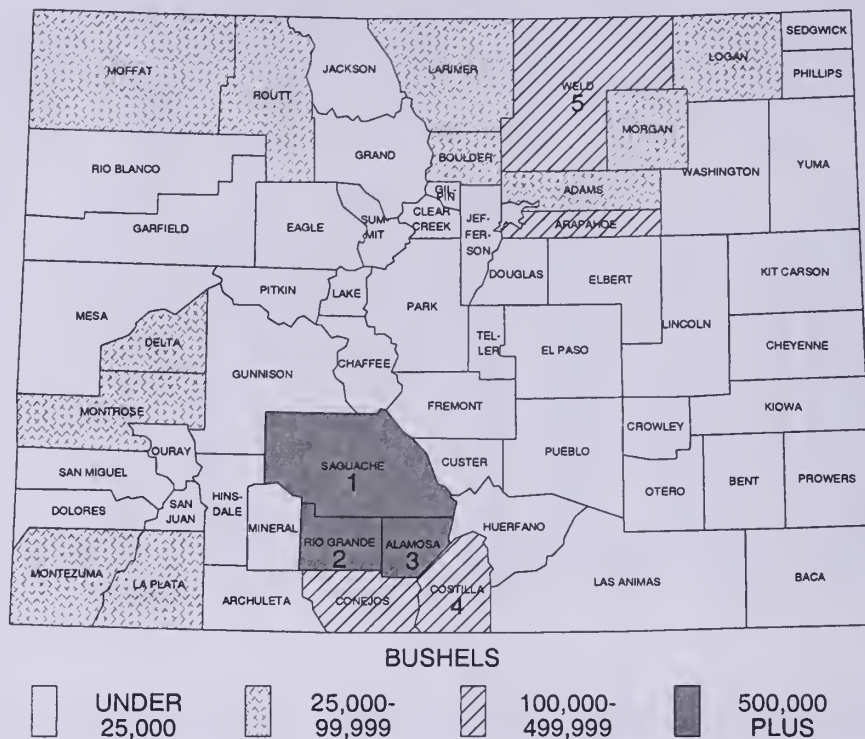 SEDGWICK
MOFFAT
JACKSON
LARIMER
LOGAN
ROUTT
WELD
5
PHILLIPS
MORGAN
RIO BLANCO
GRAND
BOULDER
WASHINGTON
YUMA
GIL-
PIN
ADAMS
GARFIELD
EAGLE
SUM-
MIT
CLEAR
CREEK
JEF-
FER-
SON
ARAPAHOE
DOUGLAS
ELBERT
KIT CARSON
PITKIN
LAKE
PARK
MESA
LINCOLN
DELTA
TEL-
LER
EL PASO
CHEYENNE
GUNNISON
CHAFFEE
MONTROSE
FREMONT
KIOWA
CROWLEY
OURAY
SAN MIGUEL
SAGUACHE
1
CUSTER
PUEBLO
OTERO
BENT
PROWERS
DOLORES
SAN
JUAN
HINS-
DALE
MINERAL
RIO GRANDE
2
ALAMOSA
3
HUERFANO
MONTEZUMA
LA PLATA
ARCHULETA
CONEJOS
COSTILLA
4
LAS ANIMAS
BACA
BUSHELS
UNDER
25,000
25,000-
99,999
100,000-
499,999
500,000
PLUS